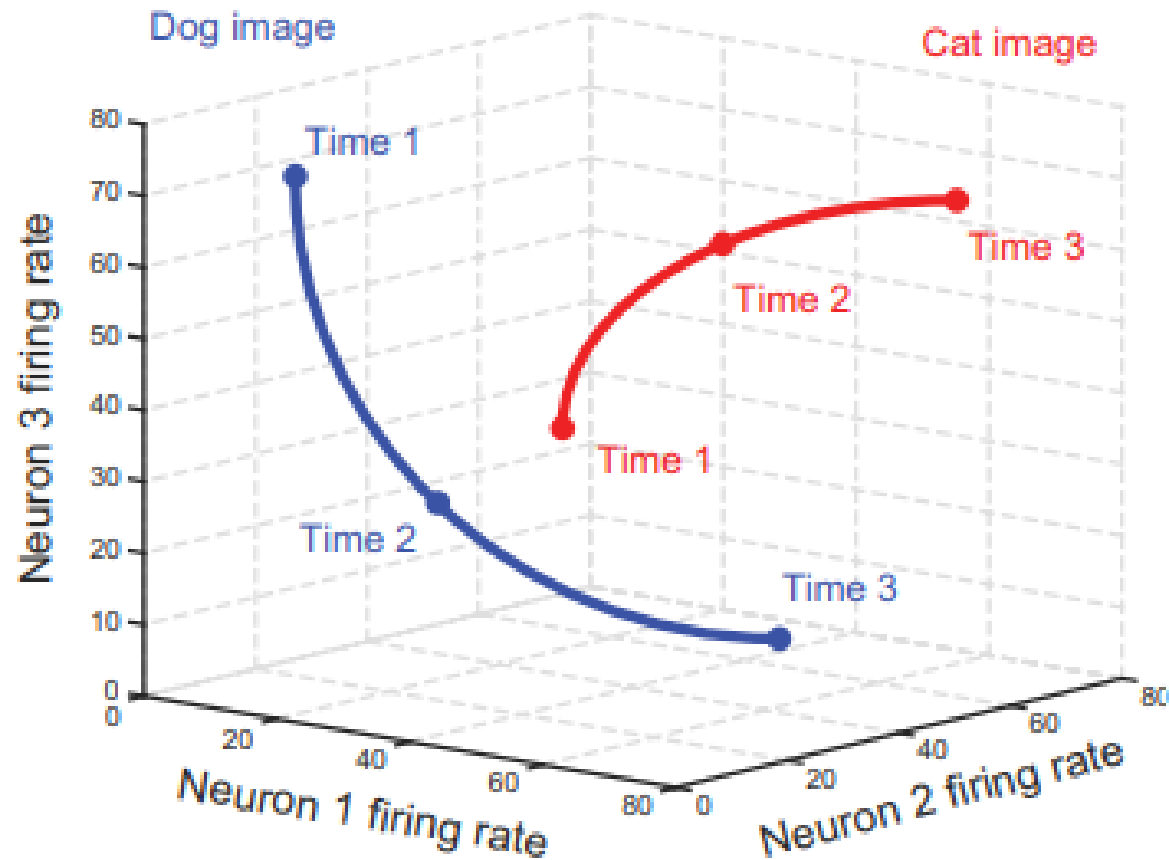 Dog image
Cat image
80
70
60
50
40
30
20
10
0
Neuron 3 firing rate
Time 1
Time 2
Time 3
Time 1
Time 2
Time 3
0
20
40
60
80
Neuron 1 firing rate
0
20
40
60
80
Neuron 2 firing rate